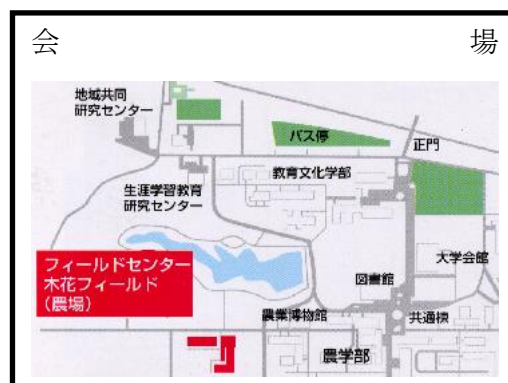 会 場
地域共同
研究センター
バス停
正門
教育文化学部
生涯学習教育
研究センター
大学会館
フィールドセンター
木花フィールド
(農場)
図書館
農業博物館
共通棟
農学部